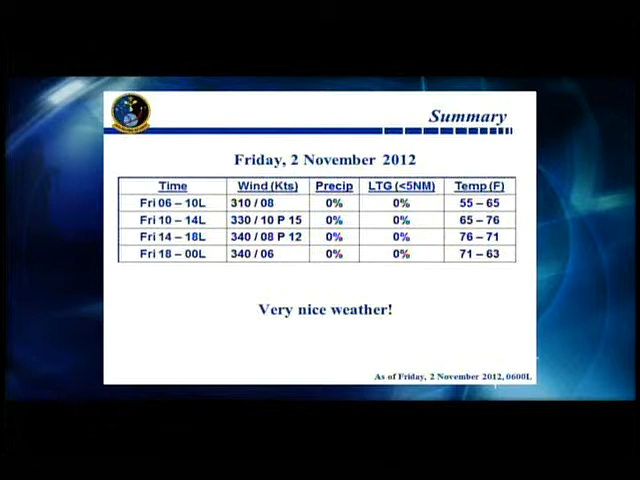 Summary
Friday, 2 November 2012
Time Wind (Kts) Precip LTG (<5NM) Temp (F)
Fri 06 – 10L 310 / 08 0% 0% 55 – 65
Fri 10 – 14L 330 / 10 P 15 0% 0% 65 – 76
Fri 14 – 18L 340 / 08 P 12 0% 0% 76 – 71
Fri 18 – 00L 340 / 06 0% 0% 71 – 63
Very nice weather!
As of Friday, 2 November 2012, 0600L